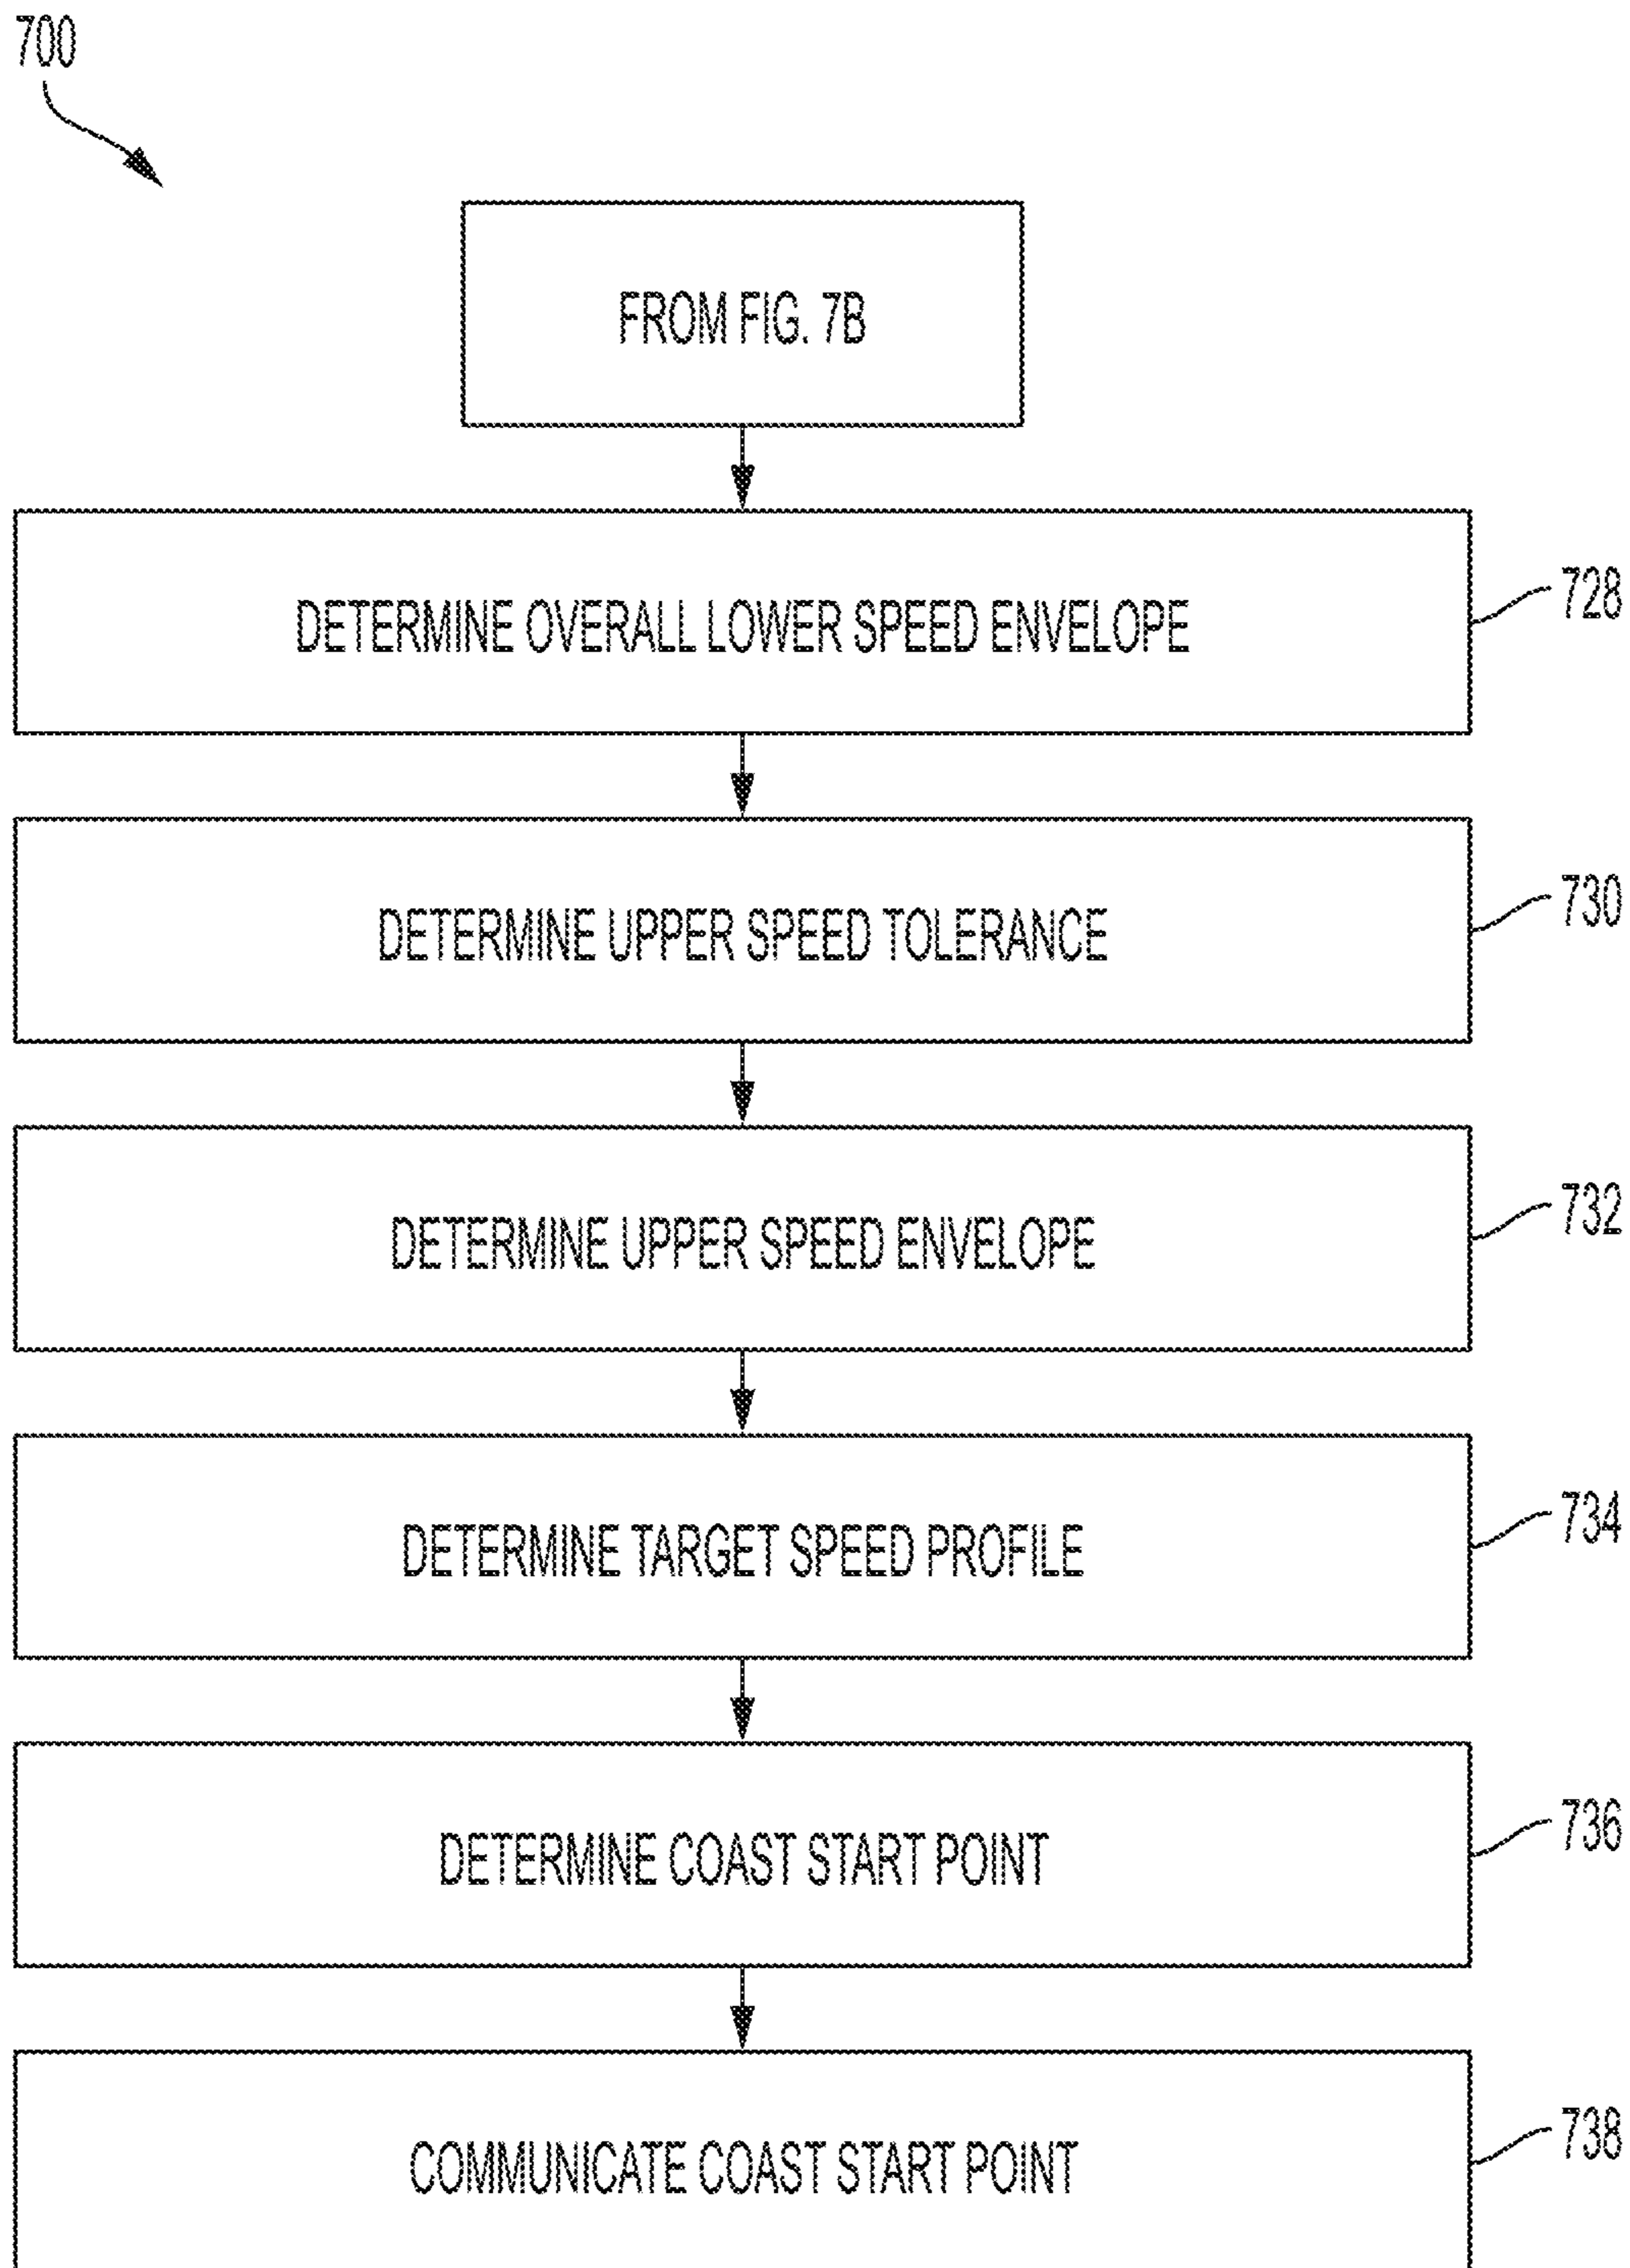 700
FROM FIG. 7B
DETERMINE OVERALL LOWER SPEED ENVELOPE
728
DETERMINE UPPER SPEED TOLERANCE
730
DETERMINE UPPER SPEED ENVELOPE
732
DETERMINE TARGET SPEED PROFILE
734
DETERMINE COAST START POINT
736
COMMUNICATE COAST START POINT
738